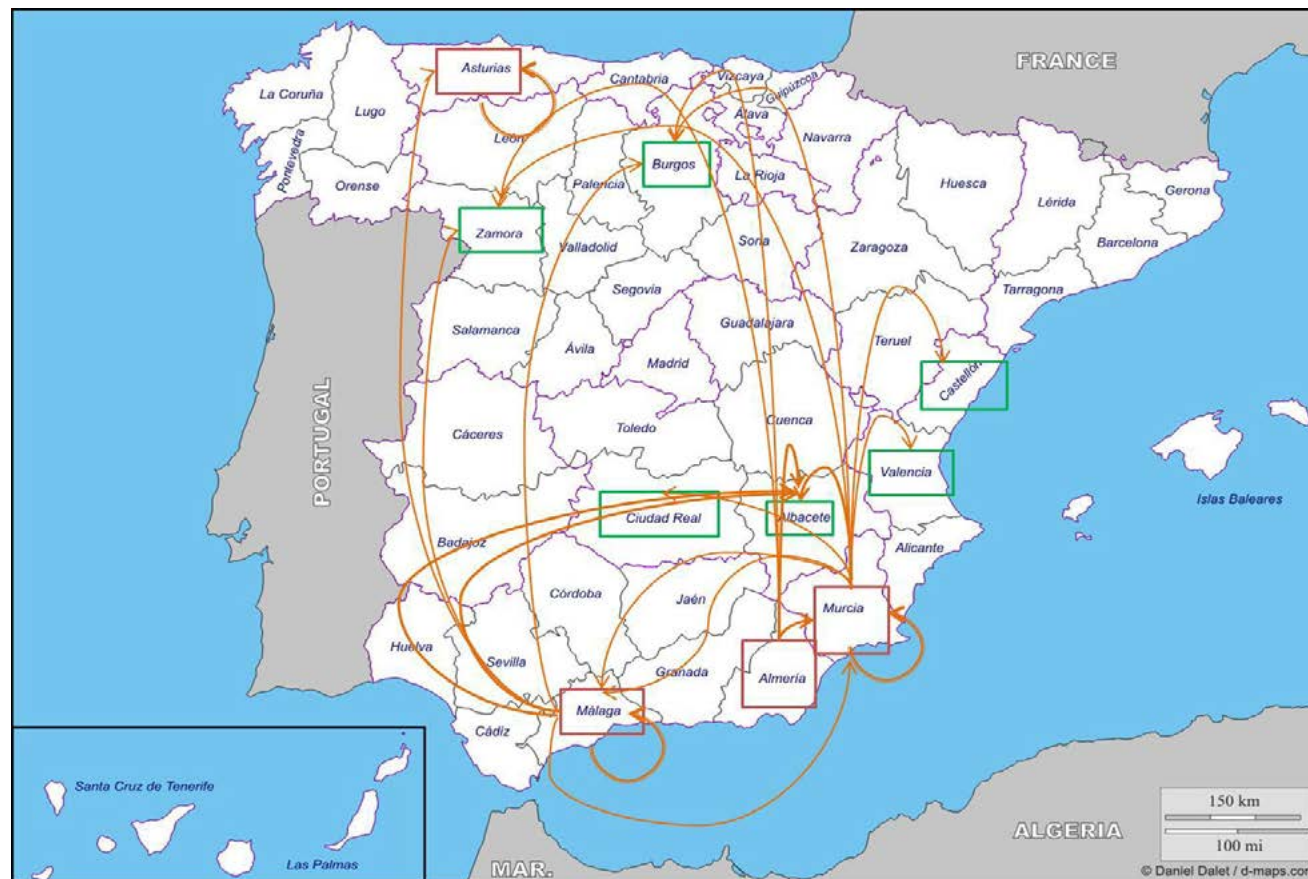 FRANCE
Asturias
Cantabria
Vizcaya
Guipúzcoa
La Coruña
Lugo
Álava
León
Navarra
Pontevedra
Burgos
La Rioja
Palencia
Huesca
Gerona
Orense
Lérida
Zamora
Valladolid
Soria
Zaragoza
Barcelona
Segovia
Tarragona
Salamanca
Guadalajara
Ávila
Madrid
Teruel
Castellón
PORTUGAL
Cáceres
Toledo
Cuenca
Valencia
Islas Baleares
Ciudad Real
Albacete
Badajoz
Alicante
Córdoba
Jaén
Murcia
Huelva
Sevilla
Granada
Almería
Málaga
Cádiz
Santa Cruz de Tenerife
Las Palmas
MAR.
ALGERIA
150 km
100 mi
© Daniel Dalet / d-maps.com